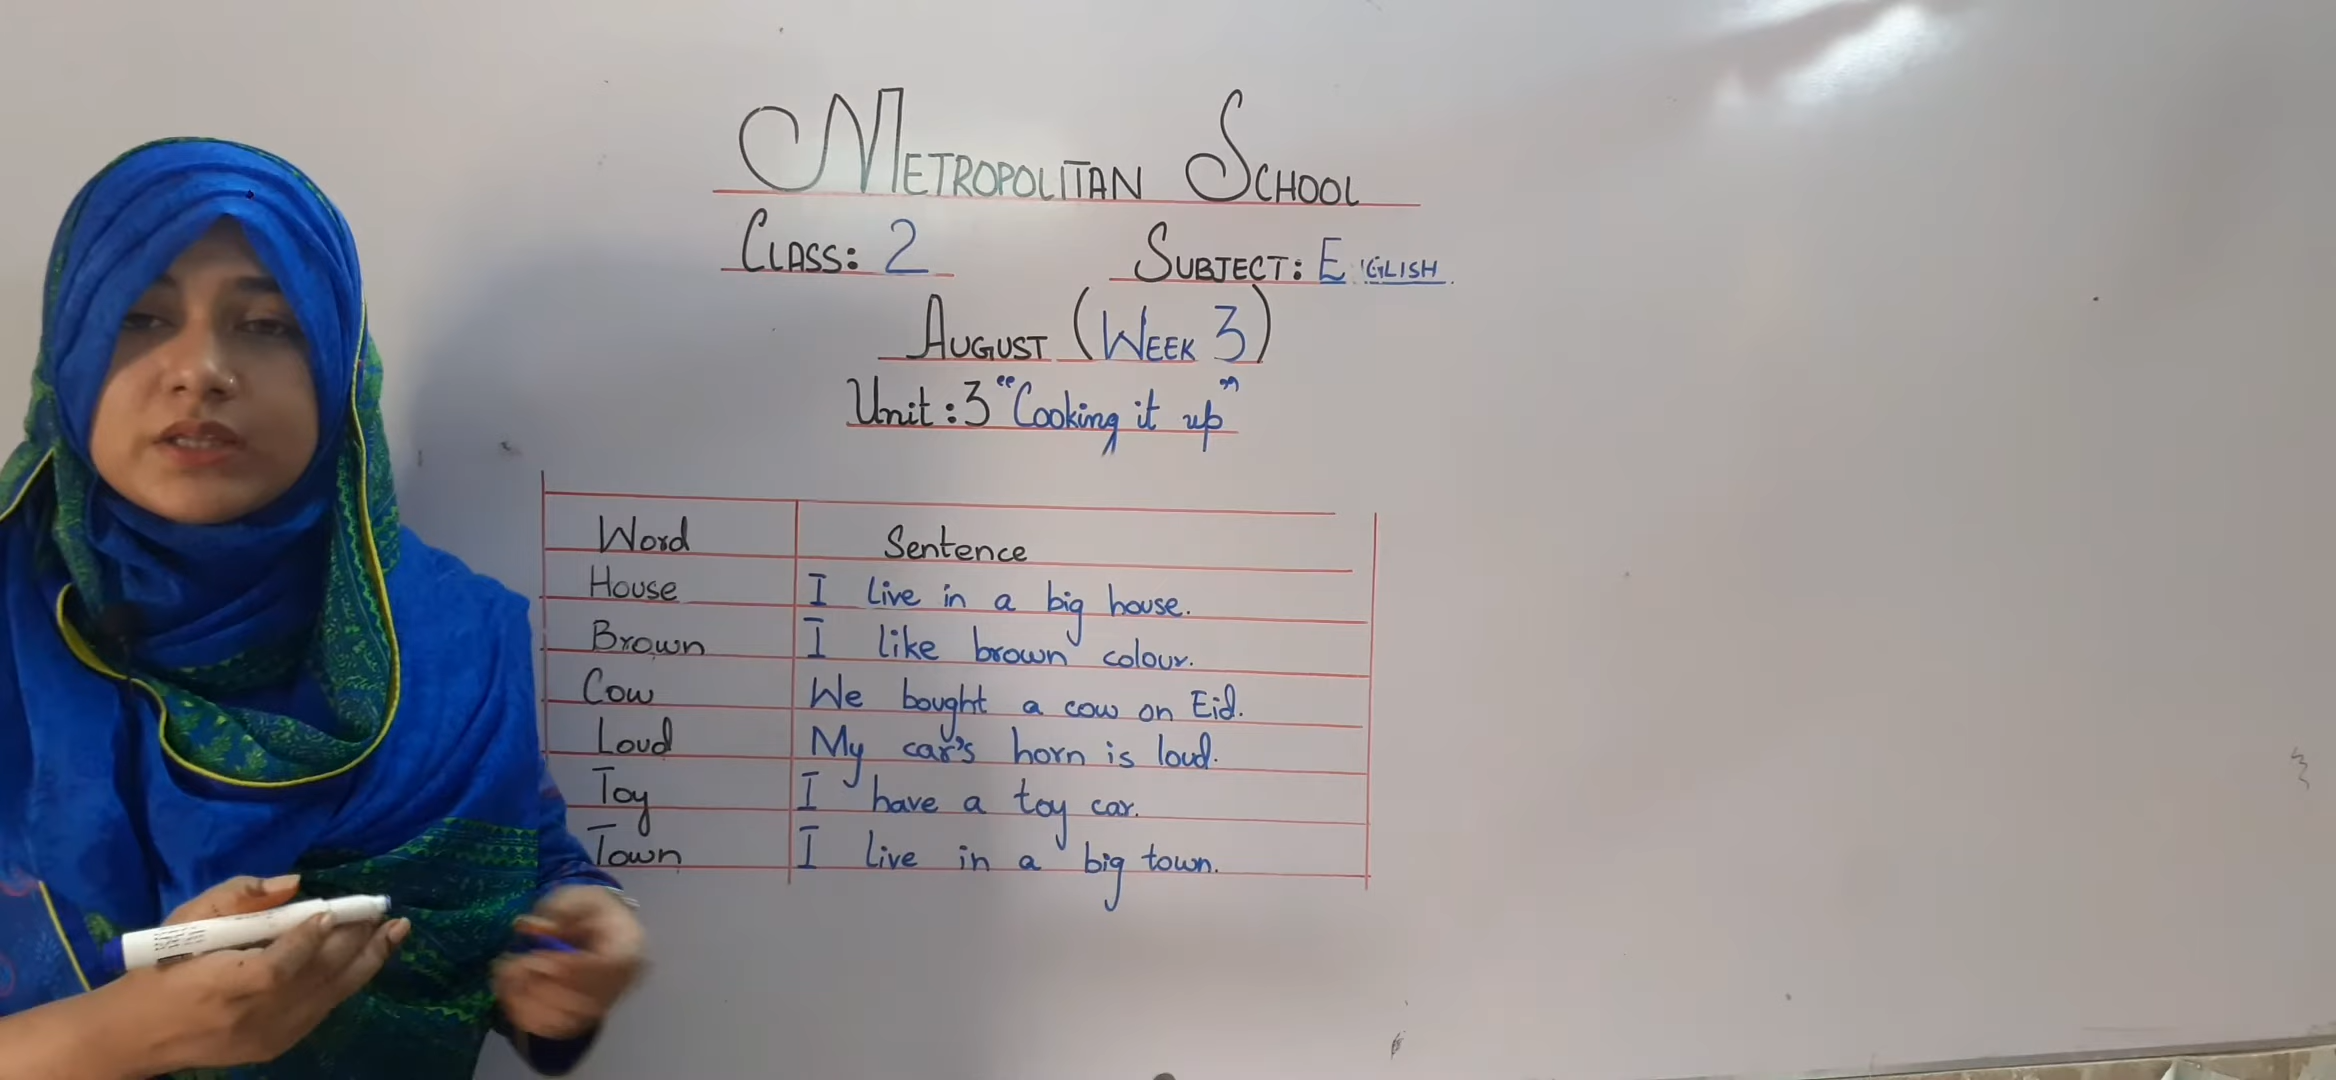 METROPOLITAN SCHOOL
CLASS: 2 SUBJECT: E GLISH
AUGUST (WEEK 3)
Unit:3 "Cooking it up"
Word Sentence
House I live in a big house.
Brown I like brown colour.
Cow We bought a cow on Eid.
Loud My car's horn is loud.
Toy I have a toy car.
Town I live in a big town.